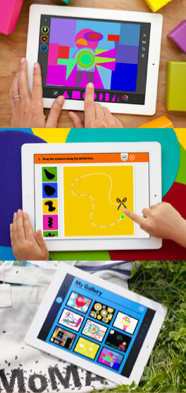 Drag the scissors along the dotted line.
My Gallery
MoMA